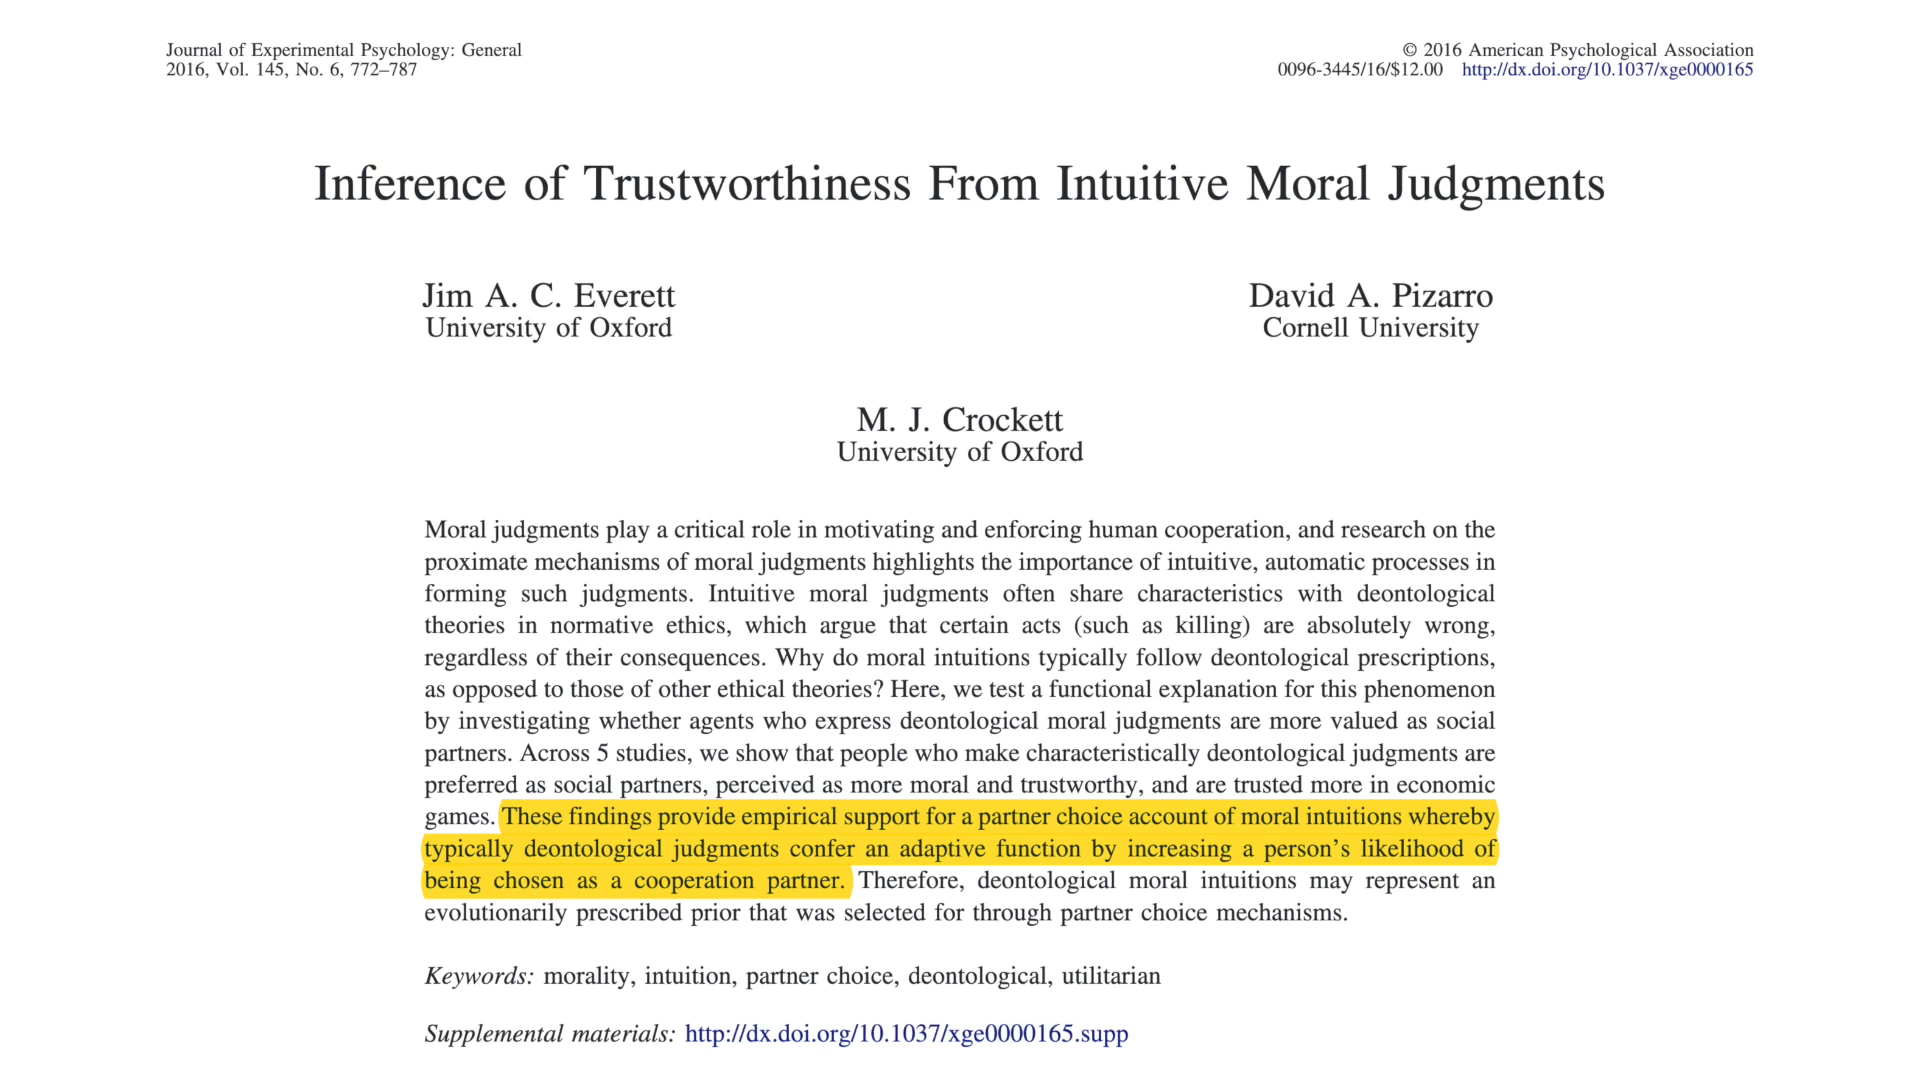 Journal of Experimental Psychology: General
2016, Vol. 145, No. 6, 772–787
© 2016 American Psychological Association
0096-3445/16/$12.00 http://dx.doi.org/10.1037/xge0000165
Inference of Trustworthiness From Intuitive Moral Judgments
Jim A. C. Everett
University of Oxford
David A. Pizarro
Cornell University
M. J. Crockett
University of Oxford
Moral judgments play a critical role in motivating and enforcing human cooperation, and research on the
proximate mechanisms of moral judgments highlights the importance of intuitive, automatic processes in
forming such judgments. Intuitive moral judgments often share characteristics with deontological
theories in normative ethics, which argue that certain acts (such as killing) are absolutely wrong,
regardless of their consequences. Why do moral intuitions typically follow deontological prescriptions,
as opposed to those of other ethical theories? Here, we test a functional explanation for this phenomenon
by investigating whether agents who express deontological moral judgments are more valued as social
partners. Across 5 studies, we show that people who make characteristically deontological judgments are
preferred as social partners, perceived as more moral and trustworthy, and are trusted more in economic
games. These findings provide empirical support for a partner choice account of moral intuitions whereby
typically deontological judgments confer an adaptive function by increasing a person's likelihood of
being chosen as a cooperation partner. Therefore, deontological moral intuitions may represent an
evolutionarily prescribed prior that was selected for through partner choice mechanisms.
Keywords: morality, intuition, partner choice, deontological, utilitarian
Supplemental materials: http://dx.doi.org/10.1037/xge0000165.supp